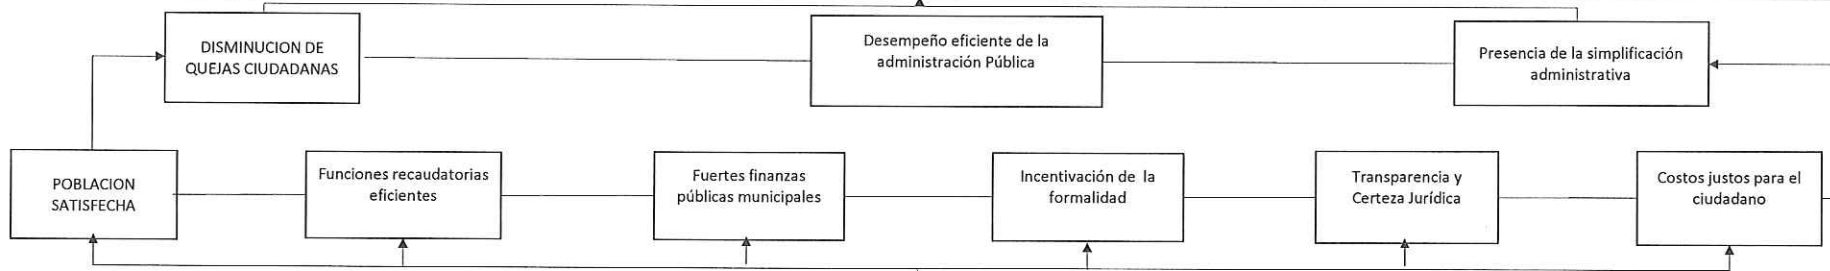 DISMINUCION DE
QUEJAS CIUDADANAS
Desempeño eficiente de la
administración Pública
Presencia de la simplificación
administrativa
POBLACION
SATISFECHA
Funciones recaudatorias
eficientes
Fuertes finanzas
públicas municipales
Incentivación de la
formalidad
Transparencia y
Certeza Jurídica
Costos justos para el
ciudadano